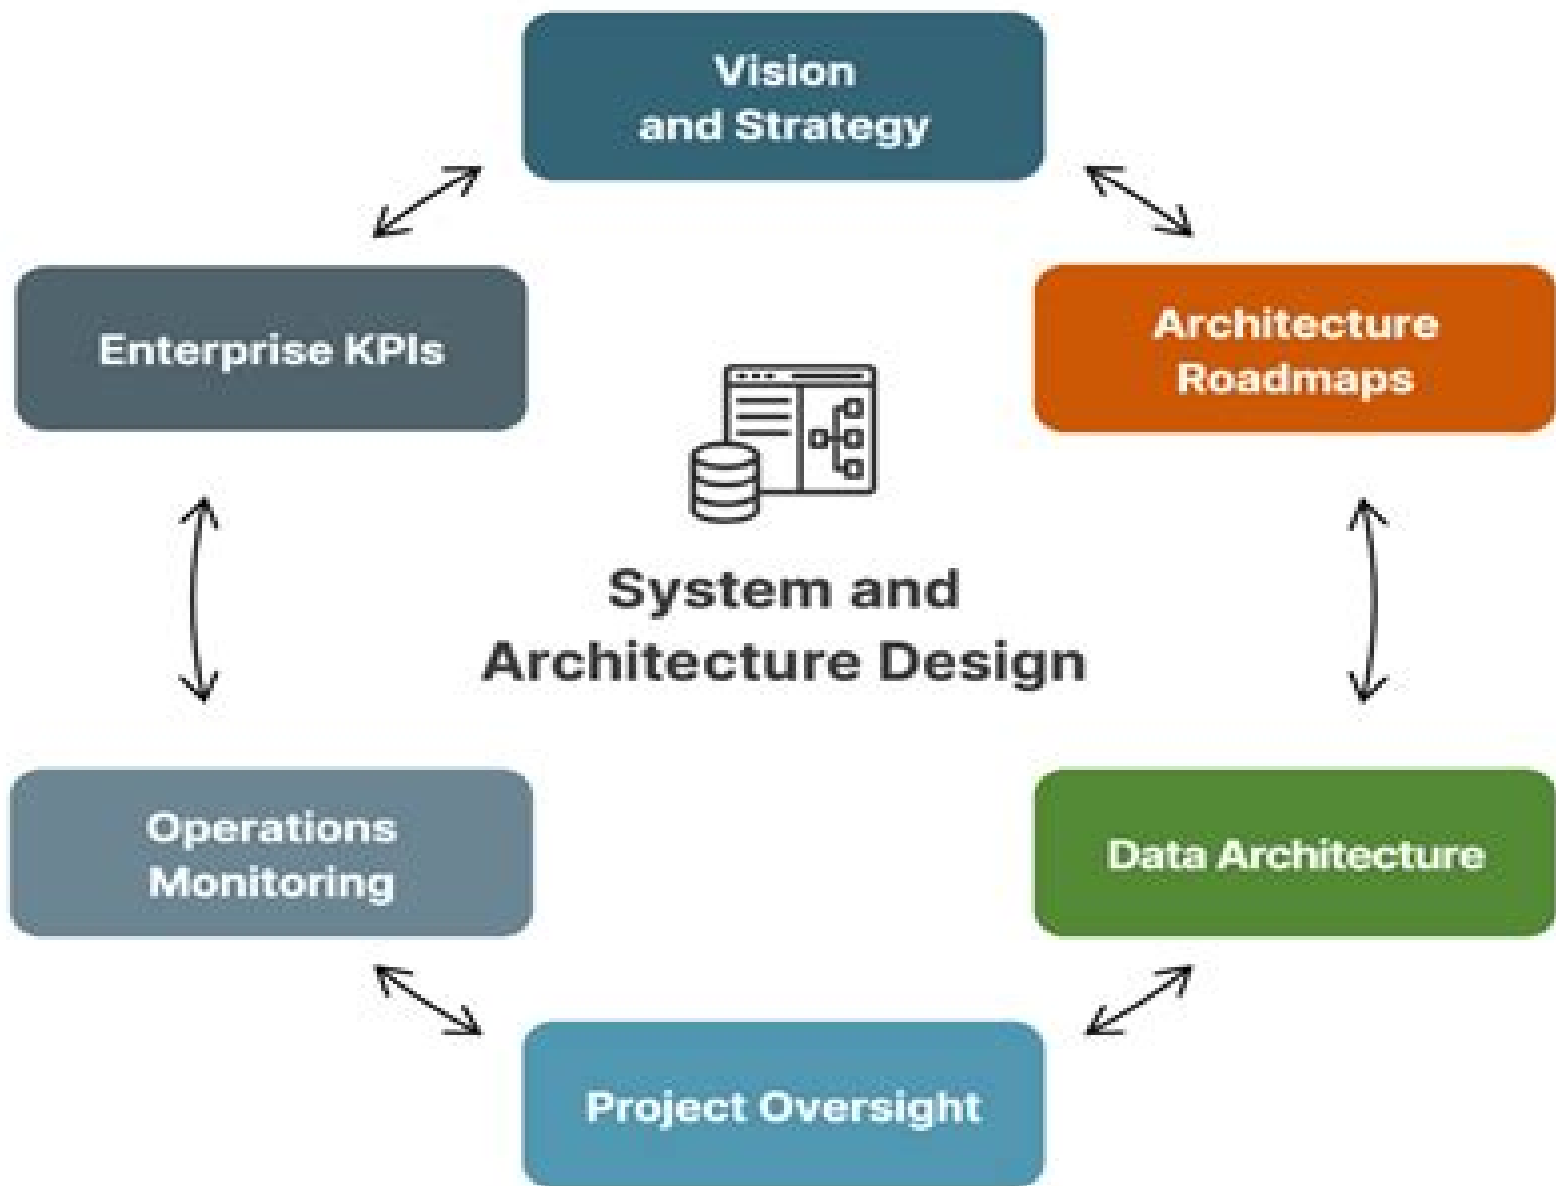 Vision
and Strategy
Enterprise KPIs
Architecture
Roadmaps
System and
Architecture Design
Operations
Monitoring
Data Architecture
Project Oversight